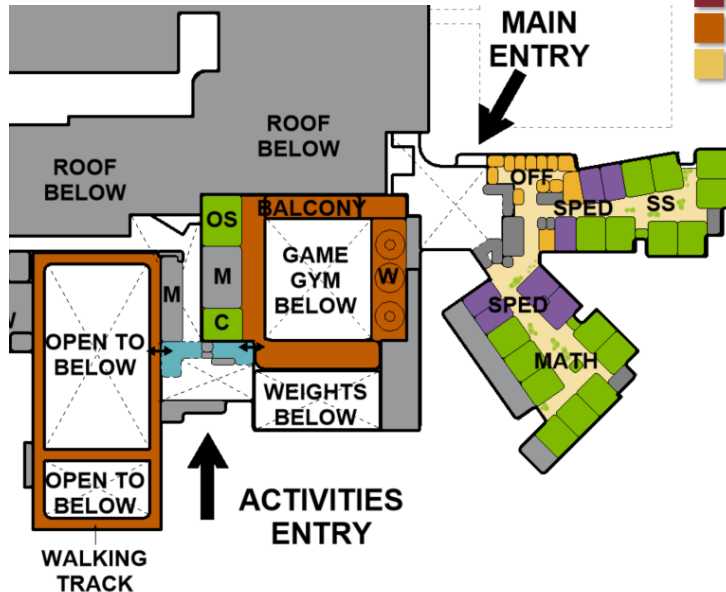 MAIN
ENTRY
ROOF
BELOW
ROOF
BELOW
OFF
SPED
SS
OS
BALCONY
M
GAME
GYM
BELOW
W
M
C
SPED
MATH
OPEN TO
BELOW
WEIGHTS
BELOW
OPEN TO
BELOW
ACTIVITIES
ENTRY
WALKING
TRACK